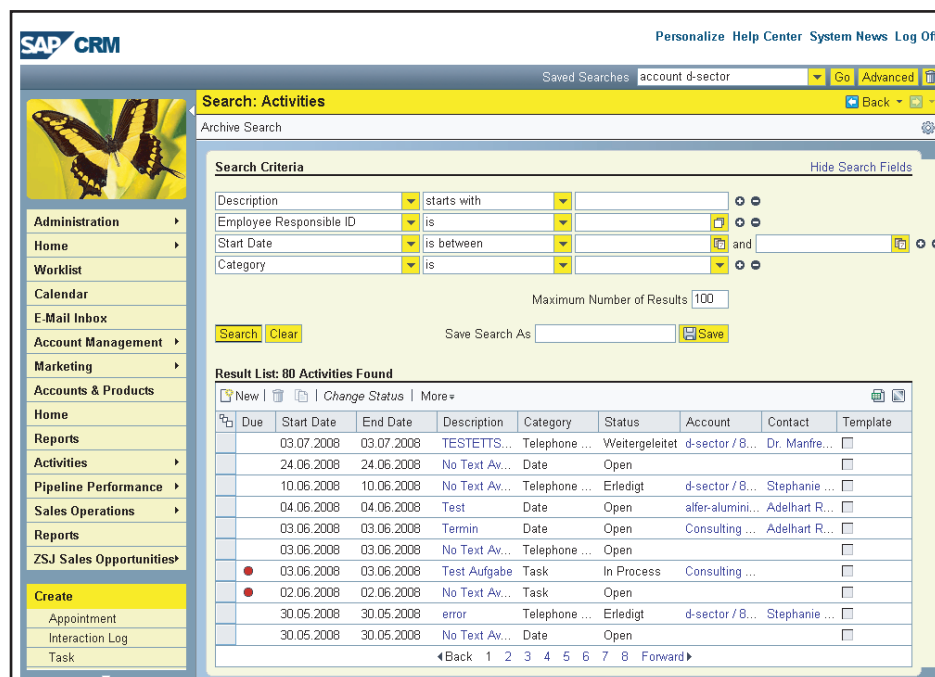 SAP CRM
Personalize Help Center System News Log Off
Saved Searches account d-sector Go Advanced
Search: Activities Back
Archive Search
Search Criteria Hide Search Fields
Description starts with
Employee Responsible ID is
Start Date is between and
Category is
Maximum Number of Results 100
Search Clear Save Search As Save
Administration
Home
Worklist
Calendar
E-Mail Inbox
Account Management
Marketing
Accounts & Products
Home
Reports
Activities
Pipeline Performance
Sales Operations
Reports
ZSJ Sales Opportunities
Create
Appointment
Interaction Log
Task
Result List: 80 Activities Found
New | | Change Status | More
Due Start Date End Date Description Category Status Account Contact Template
03.07.2008 03.07.2008 TESTETTS... Telephone ... Weitergeleitet d-sector / 8... Dr. Manfre...
24.06.2008 24.06.2008 No Text Av... Date Open
10.06.2008 10.06.2008 No Text Av... Telephone ... Erledigt d-sector / 8... Stephanie ...
04.06.2008 04.06.2008 Test Date Open alfer-alumini... Adelhart R...
03.06.2008 03.06.2008 Termin Date Open Consulting ... Adelhart R...
03.06.2008 03.06.2008 No Text Av... Telephone ... Open
03.06.2008 03.06.2008 Test Aufgabe Task In Process Consulting ...
02.06.2008 02.06.2008 No Text Av... Task Open
30.05.2008 30.05.2008 error Telephone ... Erledigt d-sector / 8... Stephanie ...
30.05.2008 30.05.2008 No Text Av... Date Open
Back 1 2 3 4 5 6 7 8 Forward